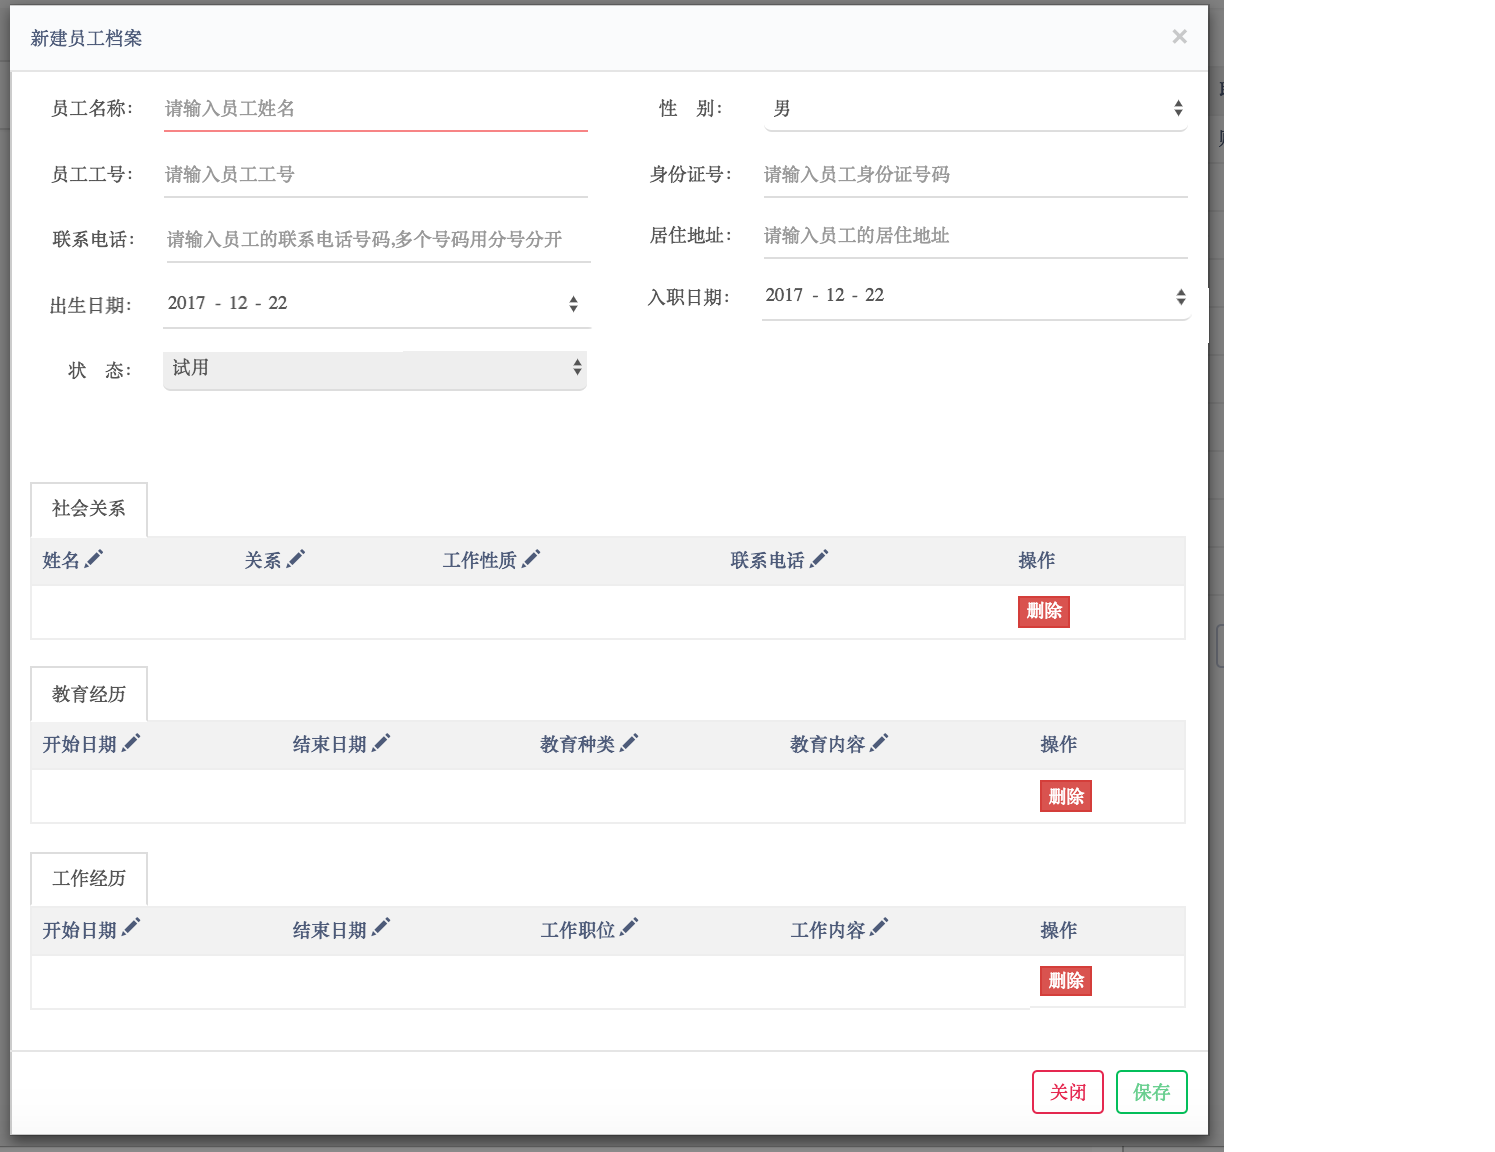 新建员工档案 ×
员工名称： 请输入员工姓名 性 别： 男
员工工号： 请输入员工工号 身份证号： 请输入员工身份证号码
联系电话： 请输入员工的联系电话号码,多个号码用分号分开 居住地址： 请输入员工的居住地址
出生日期： 2017 - 12 - 22 入职日期： 2017 - 12 - 22
状 态： 试用
社会关系
姓名 关系 工作性质 联系电话 操作
删除
教育经历
开始日期 结束日期 教育种类 教育内容 操作
删除
工作经历
开始日期 结束日期 工作职位 工作内容 操作
删除
关闭 保存